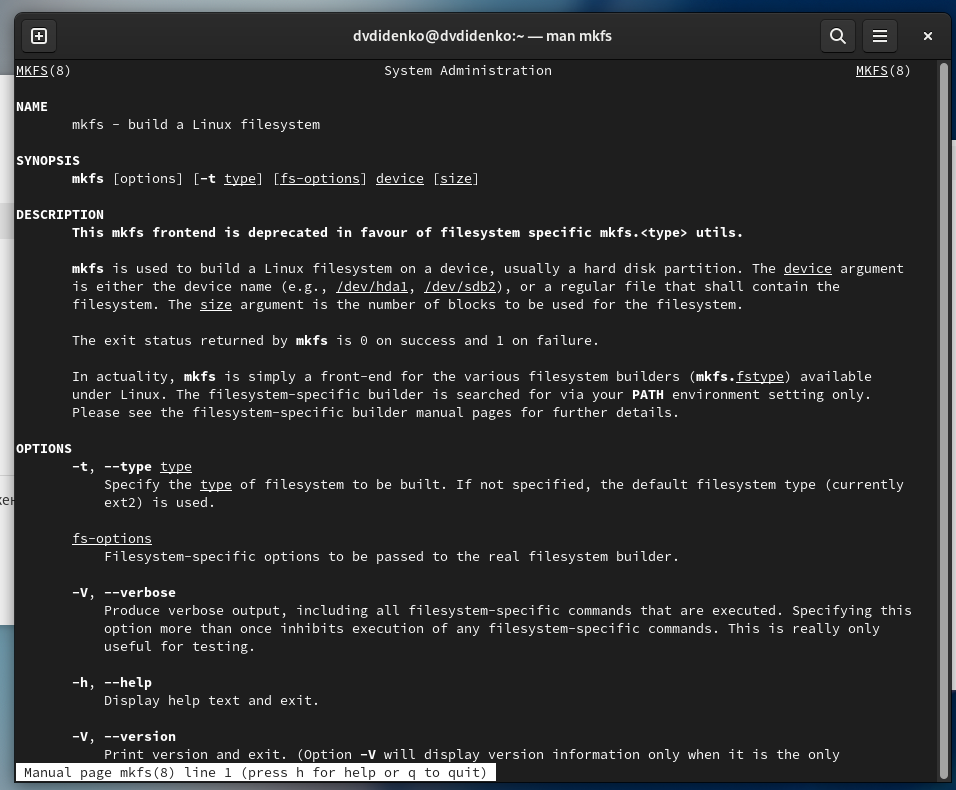 dvdidenko@dvdidenko:~ — man mkfs
MKFS(8) System Administration MKFS(8)
NAME
mkfs - build a Linux filesystem
SYNOPSIS
mkfs [options] [-t type] [fs-options] device [size]
DESCRIPTION
This mkfs frontend is deprecated in favour of filesystem specific mkfs.<type> utils.
mkfs is used to build a Linux filesystem on a device, usually a hard disk partition. The device argument
is either the device name (e.g., /dev/hda1, /dev/sdb2), or a regular file that shall contain the
filesystem. The size argument is the number of blocks to be used for the filesystem.
The exit status returned by mkfs is 0 on success and 1 on failure.
In actuality, mkfs is simply a front-end for the various filesystem builders (mkfs.fstype) available
under Linux. The filesystem-specific builder is searched for via your PATH environment setting only.
Please see the filesystem-specific builder manual pages for further details.
OPTIONS
-t, --type type
Specify the type of filesystem to be built. If not specified, the default filesystem type (currently
ext2) is used.
fs-options
Filesystem-specific options to be passed to the real filesystem builder.
-V, --verbose
Produce verbose output, including all filesystem-specific commands that are executed. Specifying this
option more than once inhibits execution of any filesystem-specific commands. This is really only
useful for testing.
-h, --help
Display help text and exit.
-V, --version
Print version and exit. (Option -V will display version information only when it is the only
Manual page mkfs(8) line 1 (press h for help or q to quit)